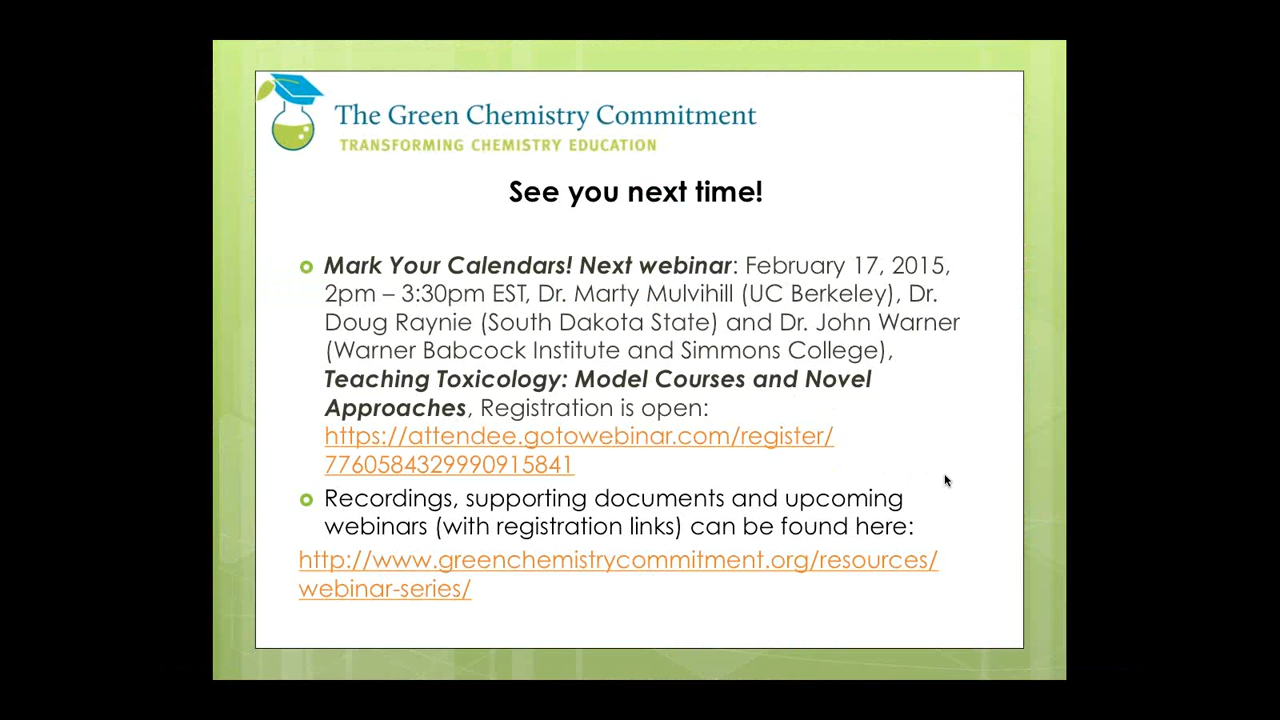 The Green Chemistry Commitment
TRANSFORMING CHEMISTRY EDUCATION
See you next time!
Mark Your Calendars! Next webinar: February 17, 2015,
2pm – 3:30pm EST, Dr. Marty Mulvihill (UC Berkeley), Dr.
Doug Raynie (South Dakota State) and Dr. John Warner
(Warner Babcock Institute and Simmons College),
Teaching Toxicology: Model Courses and Novel
Approaches, Registration is open:
https://attendee.gotowebinar.com/register/
7760584329990915841
Recordings, supporting documents and upcoming
webinars (with registration links) can be found here:
http://www.greenchemistrycommitment.org/resources/
webinar-series/